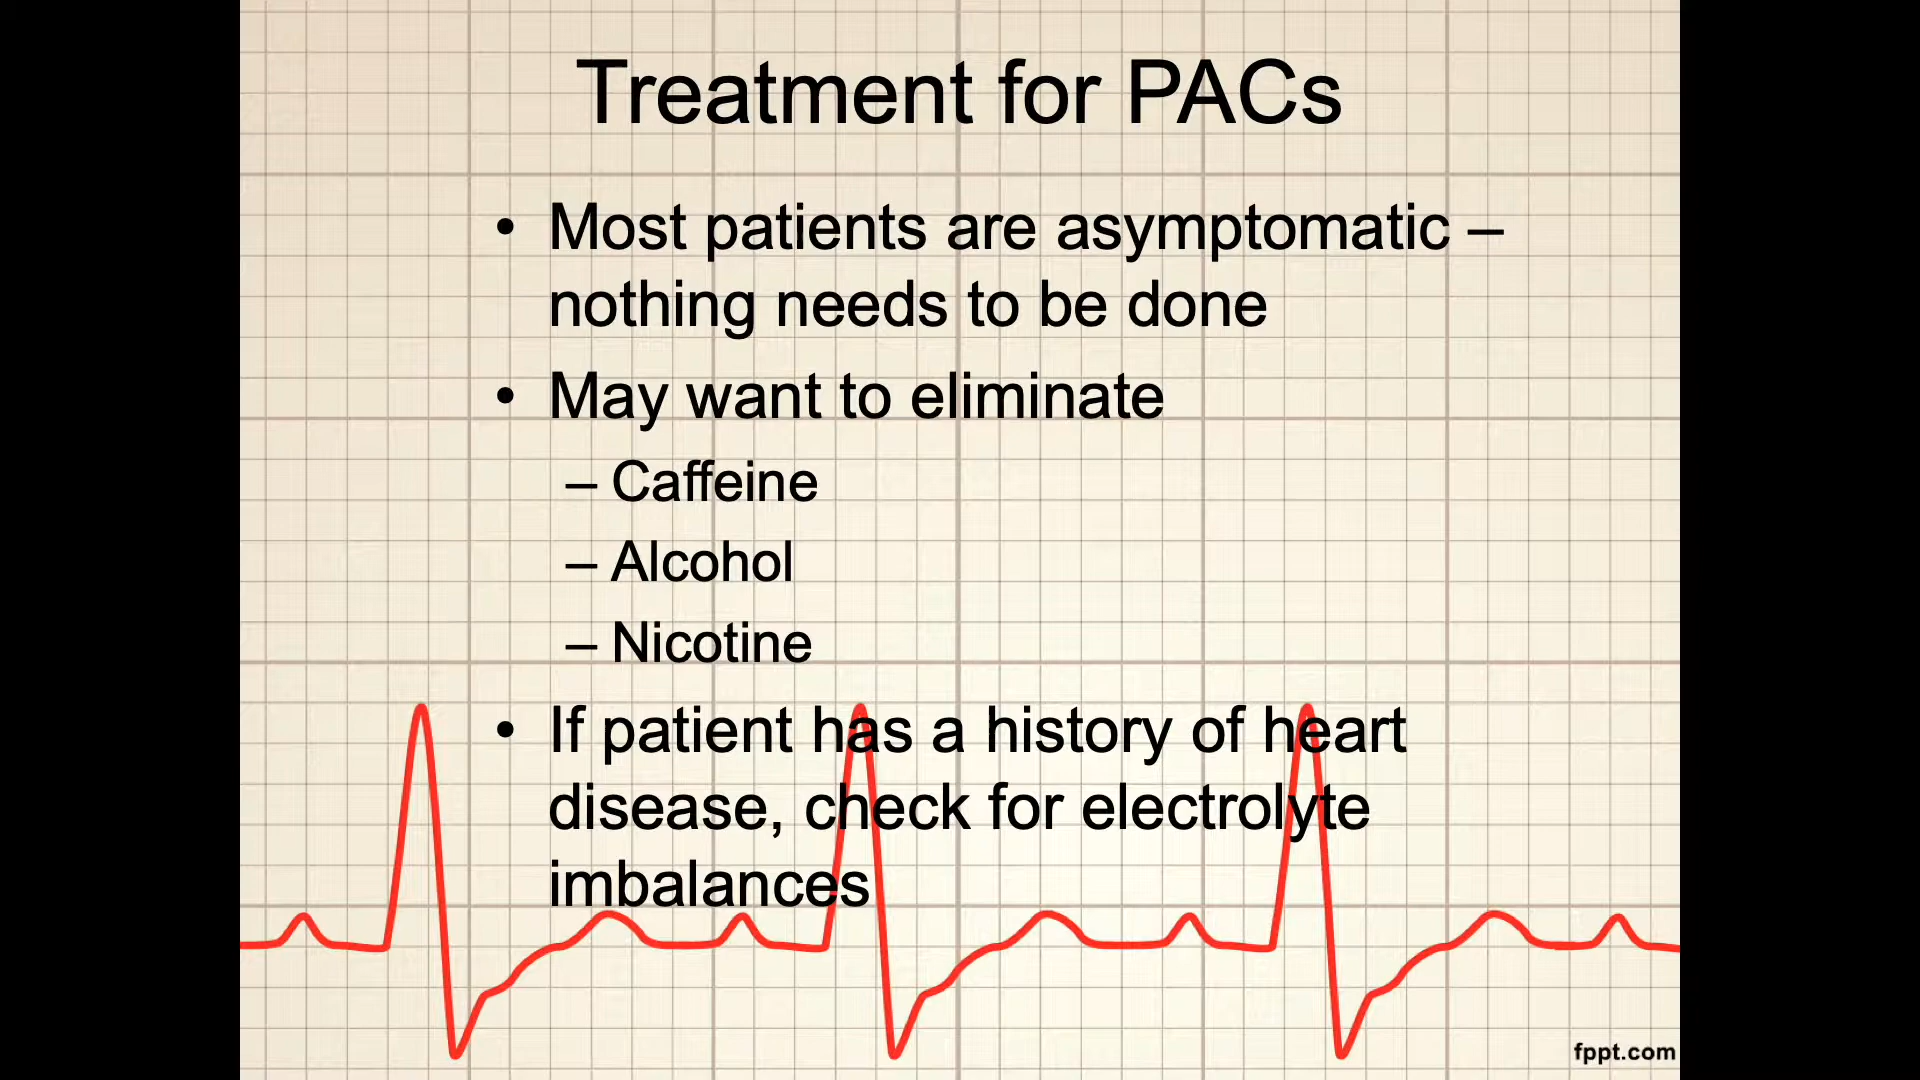 Treatment for PACs
• Most patients are asymptomatic –
nothing needs to be done
• May want to eliminate
– Caffeine
– Alcohol
– Nicotine
• If patient has a history of heart
disease, check for electrolyte
imbalances
fppt.com